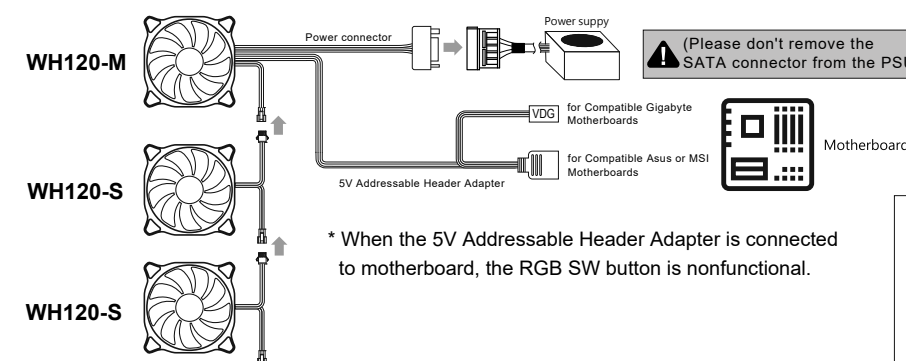 Power suppy
Power connector
WH120-M
(Please don't remove the
SATA connector from the PSU
VDG
for Compatible Gigabyte
Motherboards
Motherboard
for Compatible Asus or MSI
Motherboards
5V Addressable Header Adapter
WH120-S
* When the 5V Addressable Header Adapter is connected
to motherboard, the RGB SW button is nonfunctional.
WH120-S